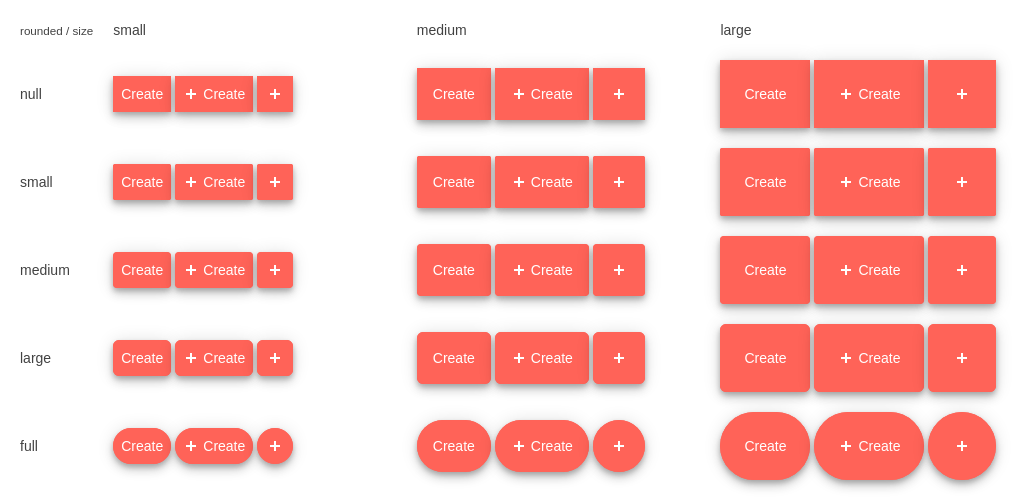 rounded / size small medium large
null Create + Create + Create + Create + Create + Create +
small Create + Create + Create + Create + Create + Create +
medium Create + Create + Create + Create + Create + Create +
large Create + Create + Create + Create + Create + Create +
full Create + Create + Create + Create + Create + Create +